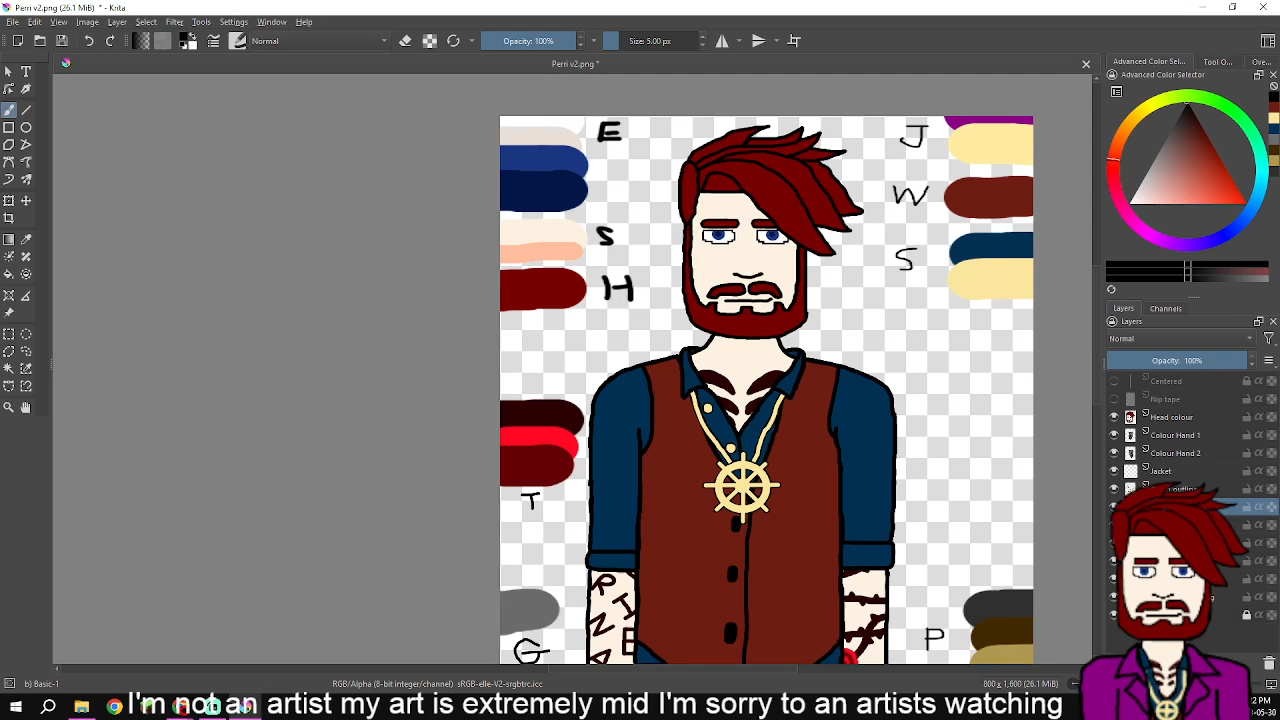 Perri v2.png (26.1 MiB) * - Krita
File Edit View Image Layer Select Filter Tools Settings Window Help
Normal Opacity: 100% Size: 5.00 px
Perri v2.png *
Advanced Color Sel... Tool O... Ove...
Advanced Color Selector
E
J
W
S
S
H
Layers Channels
Layers
Normal
Opacity: 100%
Centered
Nip tape
Head colour
Colour Hand 1
Colour Hand 2
Jacket
T
G
P
b) Basic-1 RGB/Alpha (8-bit integer/channel) sRGB-elle-V2-srgbtrc.icc 800 x 1,600 (26.1 MiB)
I'm not an artist my art is extremely mid I'm sorry to an artists watching